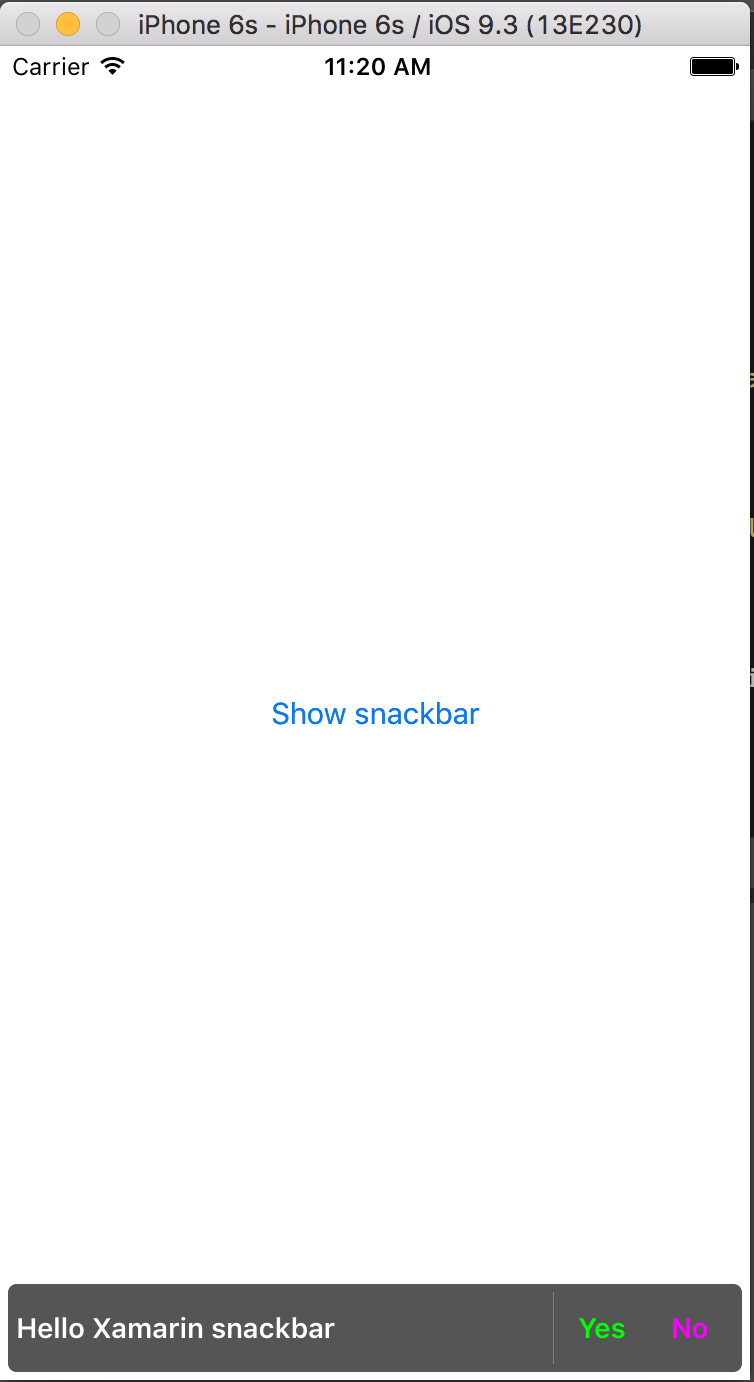 iPhone 6s - iPhone 6s / iOS 9.3 (13E230)
Carrier 11:20 AM
Show snackbar
Hello Xamarin snackbar Yes No